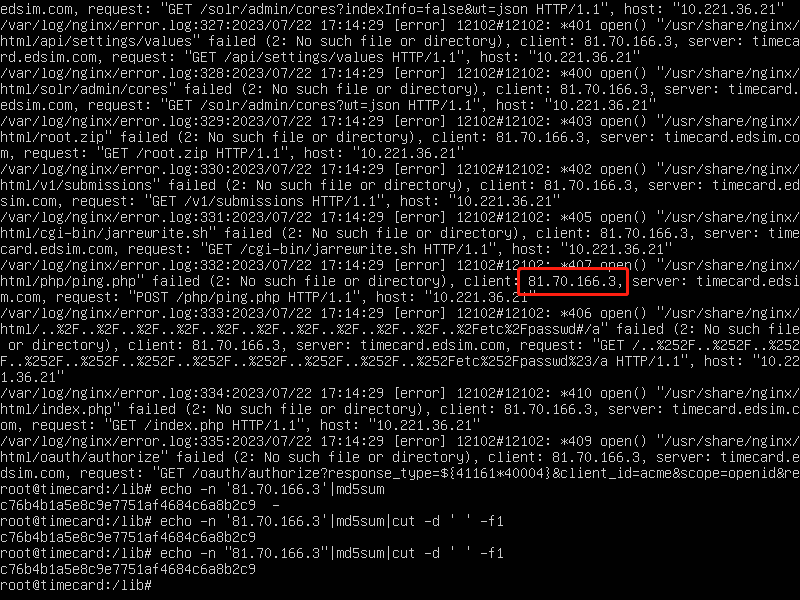 edsim.com, request: "GET /solr/admin/cores?indexInfo=false&wt=json HTTP/1.1", host: "10.221.36.21"
/var/log/nginx/error.log:327:2023/07/22 17:14:29 [error] 12102#12102: *401 open() "/usr/share/nginx/
html/api/settings/values" failed (2: No such file or directory), client: 81.70.166.3, server: timeca
rd.edsim.com, request: "GET /api/settings/values HTTP/1.1", host: "10.221.36.21"
/var/log/nginx/error.log:328:2023/07/22 17:14:29 [error] 12102#12102: *400 open() "/usr/share/nginx/
html/solr/admin/cores" failed (2: No such file or directory), client: 81.70.166.3, server: timecard.
edsim.com, request: "GET /solr/admin/cores?wt=json HTTP/1.1", host: "10.221.36.21"
/var/log/nginx/error.log:329:2023/07/22 17:14:29 [error] 12102#12102: *403 open() "/usr/share/nginx/
html/root.zip" failed (2: No such file or directory), client: 81.70.166.3, server: timecard.edsim.co
m, request: "GET /root.zip HTTP/1.1", host: "10.221.36.21"
/var/log/nginx/error.log:330:2023/07/22 17:14:29 [error] 12102#12102: *402 open() "/usr/share/nginx/
html/v1/submissions" failed (2: No such file or directory), client: 81.70.166.3, server: timecard.ed
sim.com, request: "GET /v1/submissions HTTP/1.1", host: "10.221.36.21"
/var/log/nginx/error.log:331:2023/07/22 17:14:29 [error] 12102#12102: *405 open() "/usr/share/nginx/
html/cgi-bin/jarrewrite.sh" failed (2: No such file or directory), client: 81.70.166.3, server: time
card.edsim.com, request: "GET /cgi-bin/jarrewrite.sh HTTP/1.1", host: "10.221.36.21"
/var/log/nginx/error.log:332:2023/07/22 17:14:29 [error] 12102#12102: *407 open() "/usr/share/nginx/
html/php/ping.php" failed (2: No such file or directory), client: 81.70.166.3, server: timecard.edsi
m.com, request: "POST /php/ping.php HTTP/1.1", host: "10.221.36.21"
/var/log/nginx/error.log:333:2023/07/22 17:14:29 [error] 12102#12102: *406 open() "/usr/share/nginx/
html/..%2F..%2F..%2F..%2F..%2F..%2F..%2F..%2F..%2Fetc%2Fpasswd#/a" failed (2: No such file
or directory), client: 81.70.166.3, server: timecard.edsim.com, request: "GET /..%252F..%252F..%252
F..%252F..%252F..%252F..%252F..%252F..%252F..%252Fetc%252Fpasswd%23/a HTTP/1.1", host: "10.22
1.36.21"
/var/log/nginx/error.log:334:2023/07/22 17:14:29 [error] 12102#12102: *410 open() "/usr/share/nginx/
html/index.php" failed (2: No such file or directory), client: 81.70.166.3, server: timecard.edsim.c
om, request: "GET /index.php HTTP/1.1", host: "10.221.36.21"
/var/log/nginx/error.log:335:2023/07/22 17:14:29 [error] 12102#12102: *409 open() "/usr/share/nginx/
html/oauth/authorize" failed (2: No such file or directory), client: 81.70.166.3, server: timecard.e
dsim.com, request: "GET /oauth/authorize?response_type=${41161*40004}&client_id=acme&scope=openid&re
root@timecard:/lib# echo -n '81.70.166.3'|md5sum
c76b4b1a5e8c9e7751af4684c6a8b2c9  -
root@timecard:/lib# echo -n '81.70.166.3'|md5sum|cut -d ' ' -f1
c76b4b1a5e8c9e7751af4684c6a8b2c9
root@timecard:/lib# echo -n "81.70.166.3"|md5sum|cut -d ' ' -f1
c76b4b1a5e8c9e7751af4684c6a8b2c9
root@timecard:/lib#